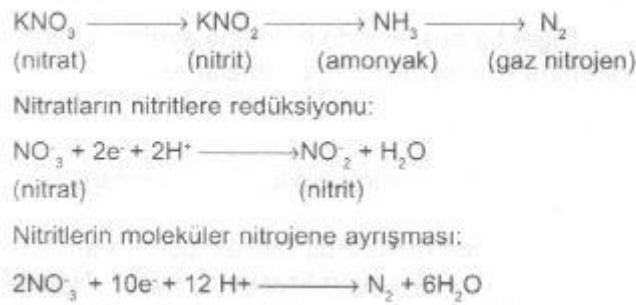 KNO₃ ⟶ KNO₂ ⟶ NH₃ ⟶ N₂
(nitrat) (nitrit) (amonyak) (gaz nitrojen)
Nitratların nitritlere redüksiyonu:
NO⁻₃ + 2e⁻ + 2H⁺ ⟶ NO⁻₂ + H₂O
(nitrat) (nitrit)
Nitritlerin moleküler nitrojene ayrışması:
2NO⁻₃ + 10e⁻ + 12 H+ ⟶ N₂ + 6H₂O